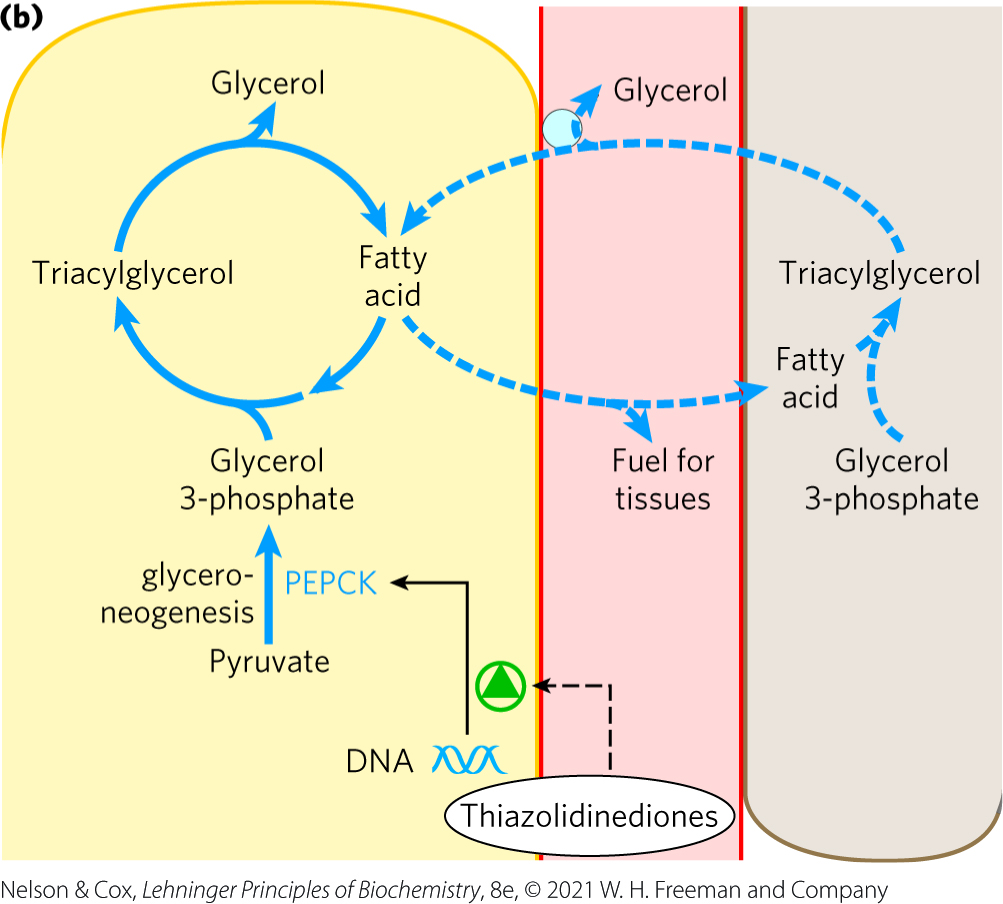 (b)
Glycerol
Glycerol
Triacylglycerol
Fatty
acid
Triacylglycerol
Fatty
acid
Glycerol
3-phosphate
Fuel for
tissues
Glycerol
3-phosphate
glycero-
neogenesis
PEPCK
Pyruvate
DNA
Thiazolidinediones
Nelson & Cox, Lehninger Principles of Biochemistry, 8e, © 2021 W. H. Freeman and Company